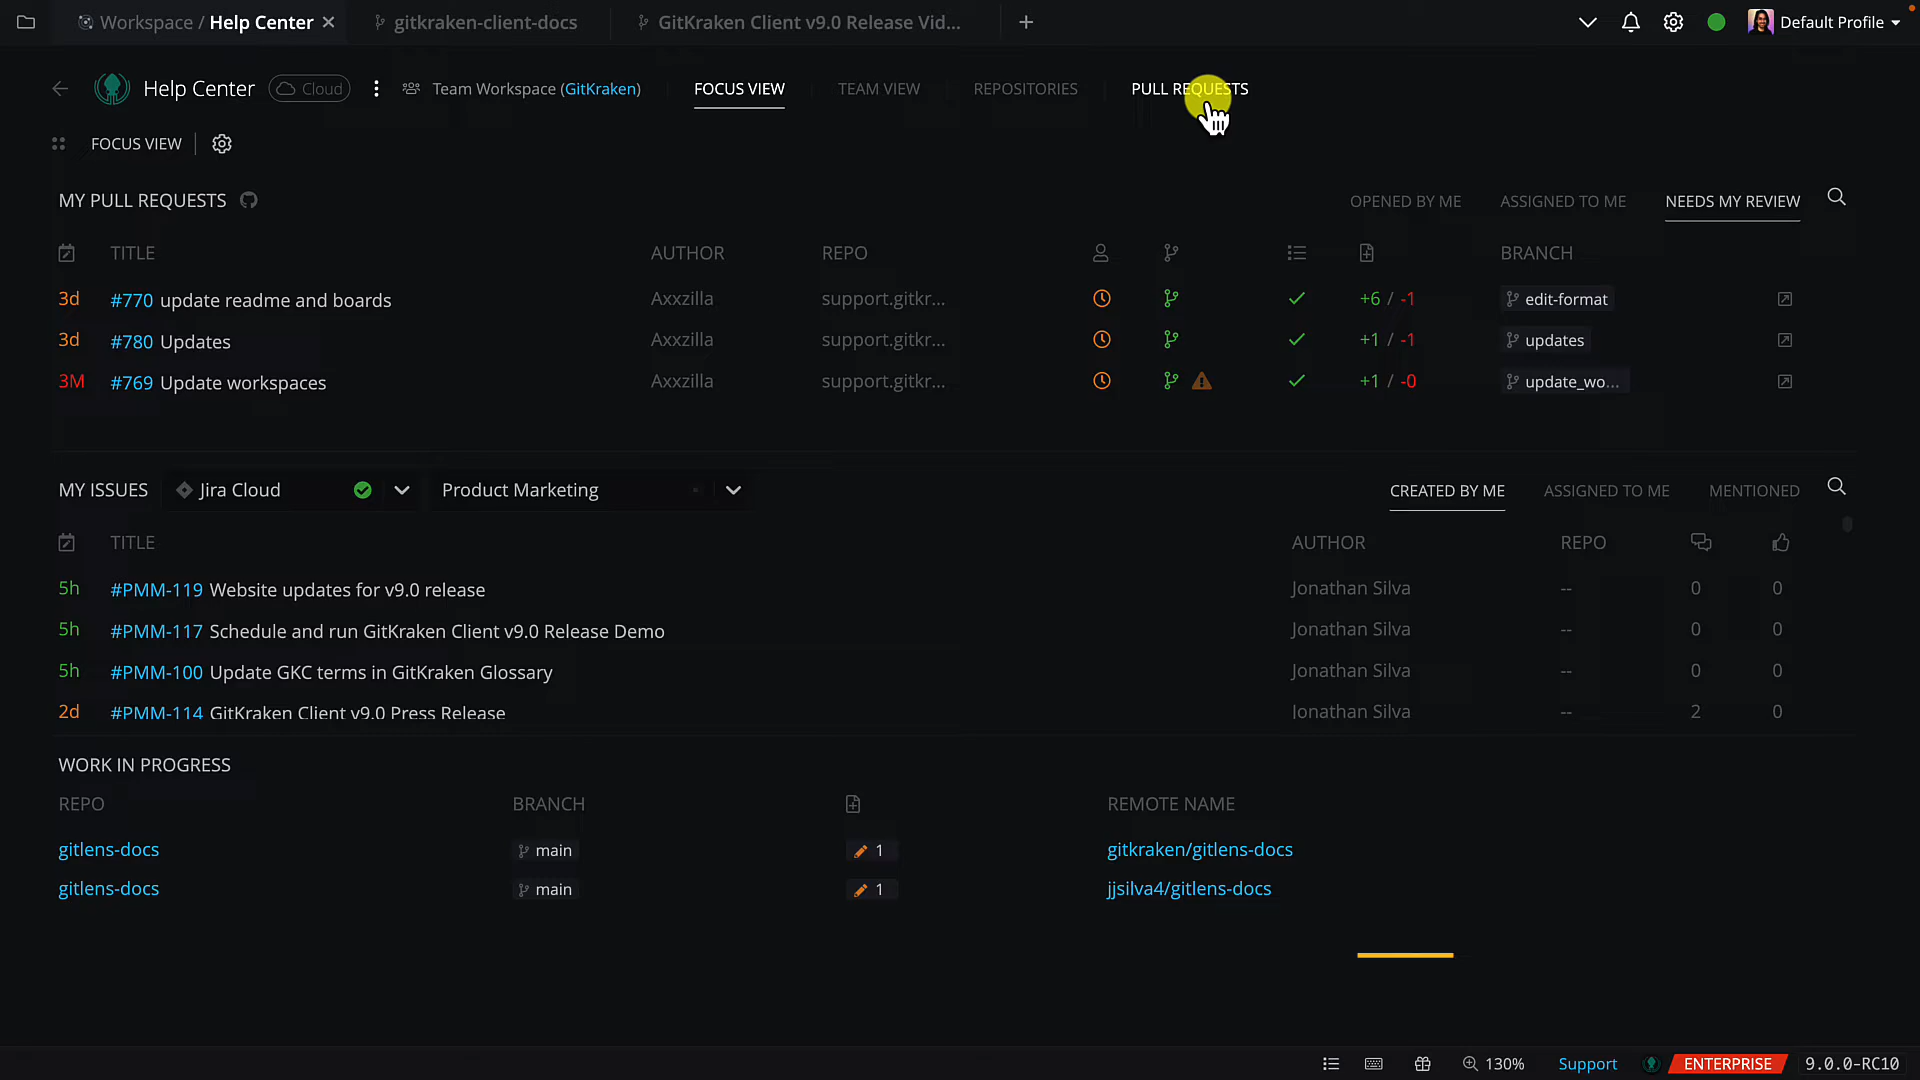 Workspace / Help Center
gitkraken-client-docs
GitKraken Client v9.0 Release Vid...
Default Profile
Help Center
Cloud
Team Workspace (GitKraken)
FOCUS VIEW
TEAM VIEW
REPOSITORIES
PULL REQUESTS
FOCUS VIEW
MY PULL REQUESTS
OPENED BY ME
ASSIGNED TO ME
NEEDS MY REVIEW
TITLE AUTHOR REPO BRANCH
3d #770 update readme and boards Axxzilla support.gitkr... +6 / -1 edit-format
3d #780 Updates Axxzilla support.gitkr... +1 / -1 updates
3M #769 Update workspaces Axxzilla support.gitkr... +1 / -0 update_wo...
MY ISSUES
Jira Cloud
Product Marketing
CREATED BY ME
ASSIGNED TO ME
MENTIONED
TITLE AUTHOR REPO
5h #PMM-119 Website updates for v9.0 release Jonathan Silva -- 0 0
5h #PMM-117 Schedule and run GitKraken Client v9.0 Release Demo Jonathan Silva -- 0 0
5h #PMM-100 Update GKC terms in GitKraken Glossary Jonathan Silva -- 0 0
2d #PMM-114 GitKraken Client v9.0 Press Release Jonathan Silva -- 2 0
WORK IN PROGRESS
REPO BRANCH REMOTE NAME
gitlens-docs main 1 gitkraken/gitlens-docs
gitlens-docs main 1 jjsilva4/gitlens-docs
130%
Support
ENTERPRISE
9.0.0-RC10